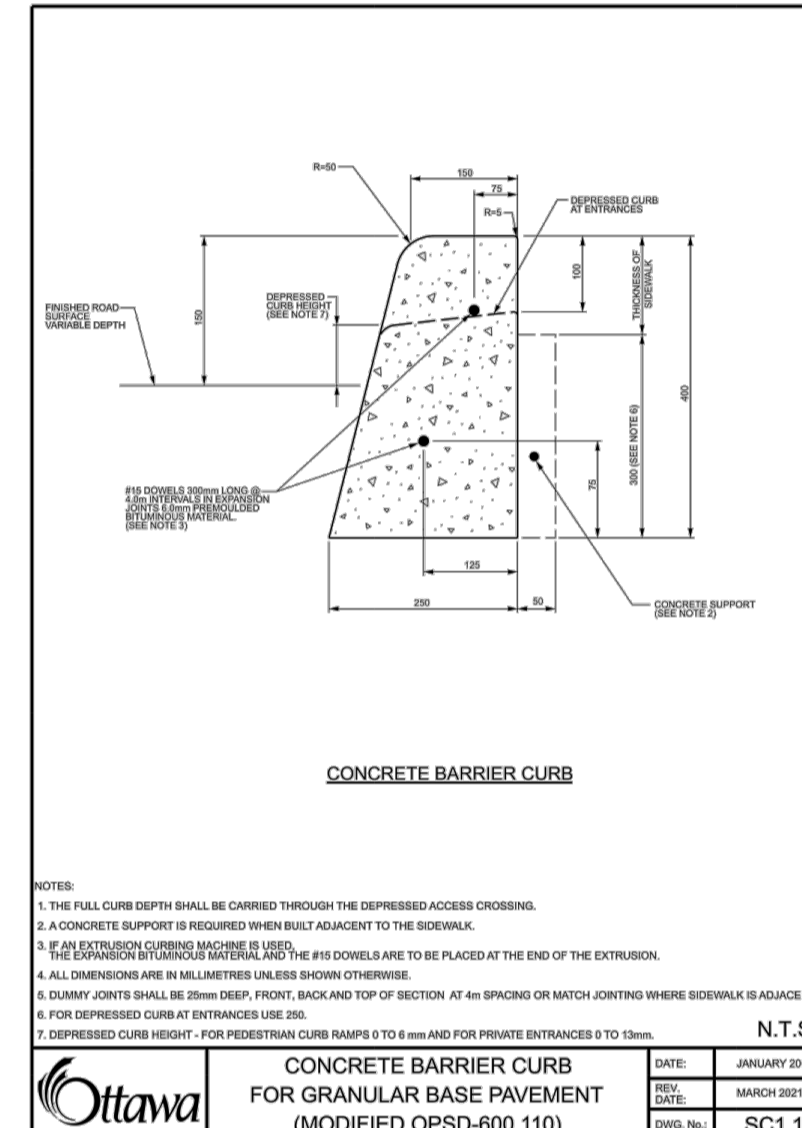 R=50
150
75
R=5
DEPRESSED CURB
AT ENTRANCES
100
THICKNESS OF
SIDEWALK
150
DEPRESSED
CURB HEIGHT
(SEE NOTE 7)
FINISHED ROAD
SURFACE
VARIABLE DEPTH
400
300 (SEE NOTE 6)
75
#15 DOWELS 300mm LONG @
4.0m INTERVALS IN EXPANSION
JOINTS 6.0mm PREMOULDED
BITUMINOUS MATERIAL.
(SEE NOTE 3)
125
250
50
CONCRETE SUPPORT
(SEE NOTE 2)
CONCRETE BARRIER CURB
NOTES:
1. THE FULL CURB DEPTH SHALL BE CARRIED THROUGH THE DEPRESSED ACCESS CROSSING.
2. A CONCRETE SUPPORT IS REQUIRED WHEN BUILT ADJACENT TO THE SIDEWALK.
3. IF AN EXTRUSION CURBING MACHINE IS USED,
THE EXPANSION BITUMINOUS MATERIAL AND THE #15 DOWELS ARE TO BE PLACED AT THE END OF THE EXTRUSION.
4. ALL DIMENSIONS ARE IN MILLIMETRES UNLESS SHOWN OTHERWISE.
5. DUMMY JOINTS SHALL BE 25mm DEEP, FRONT, BACK AND TOP OF SECTION AT 4m SPACING OR MATCH JOINTING WHERE SIDEWALK IS ADJACE
6. FOR DEPRESSED CURB AT ENTRANCES USE 250.
7. DEPRESSED CURB HEIGHT - FOR PEDESTRIAN CURB RAMPS 0 TO 6 mm AND FOR PRIVATE ENTRANCES 0 TO 13mm.
N.T.S
Ottawa
CONCRETE BARRIER CURB
FOR GRANULAR BASE PAVEMENT
(MODIFIED OPSD-600.110)
DATE: JANUARY 20
REV. DATE: MARCH 2021
DWG. No.: SC1.1